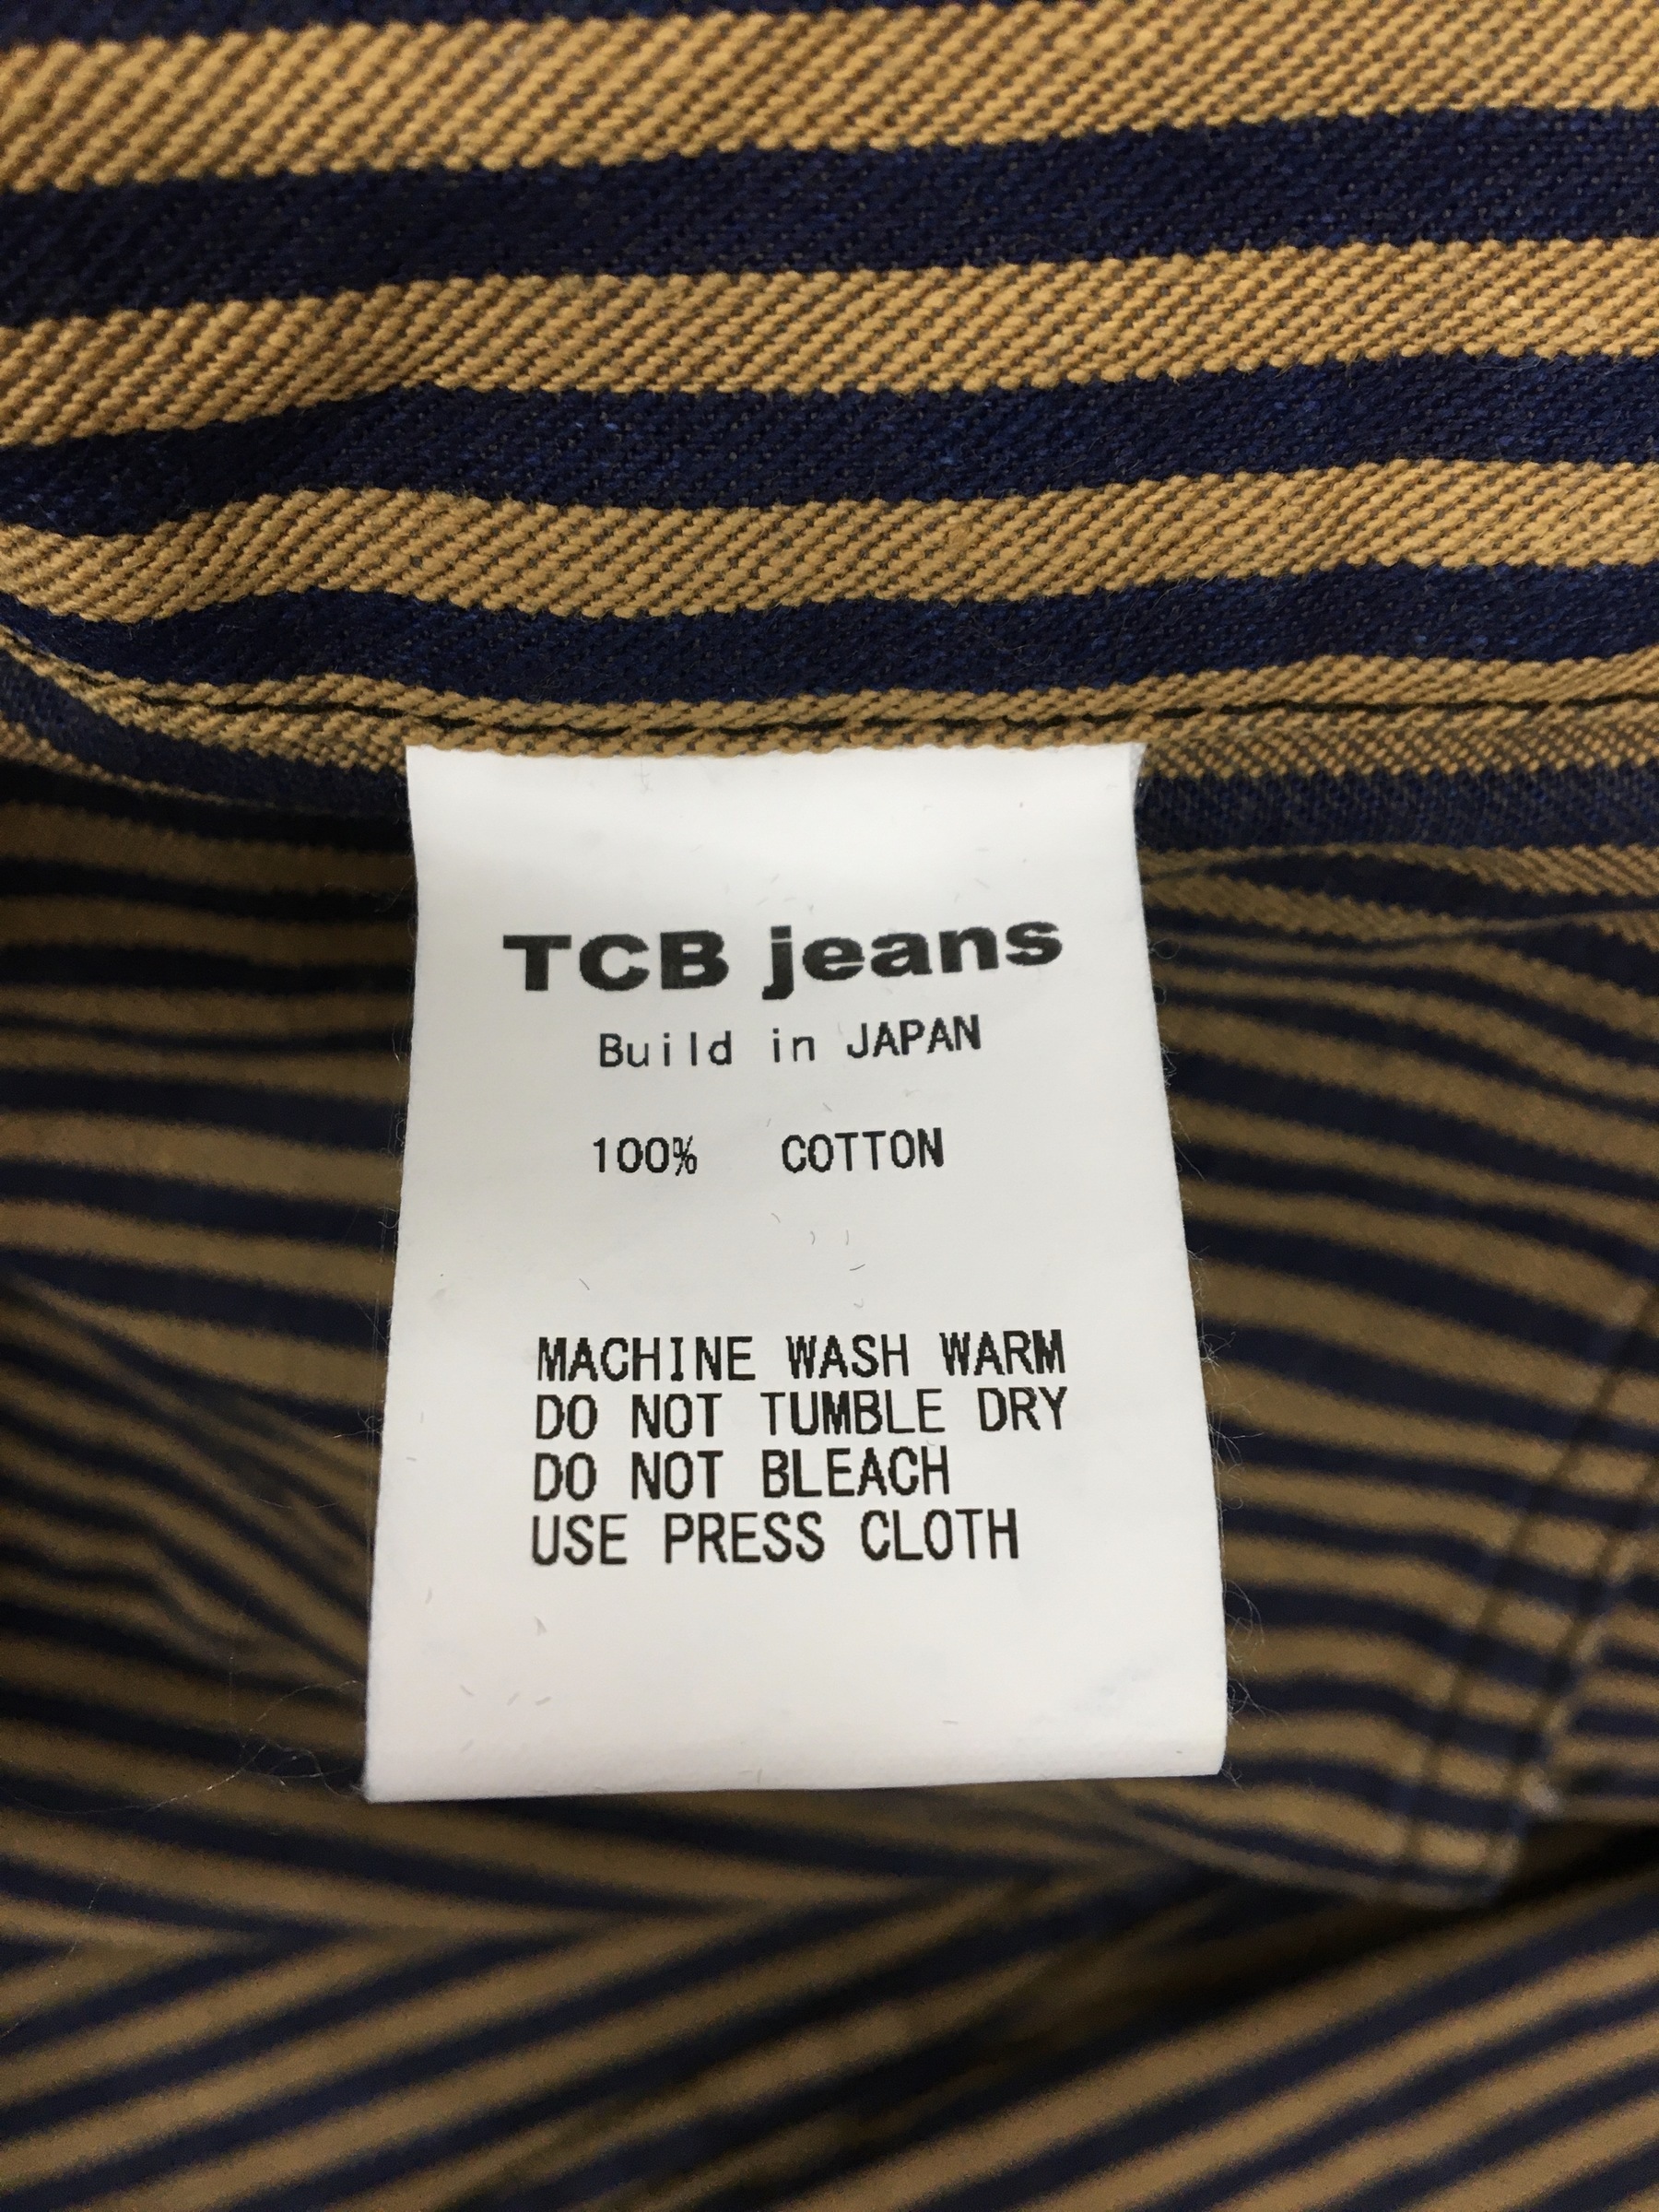 TCB jeans
Build in JAPAN
100% COTTON
MACHINE WASH WARM
DO NOT TUMBLE DRY
DO NOT BLEACH
USE PRESS CLOTH